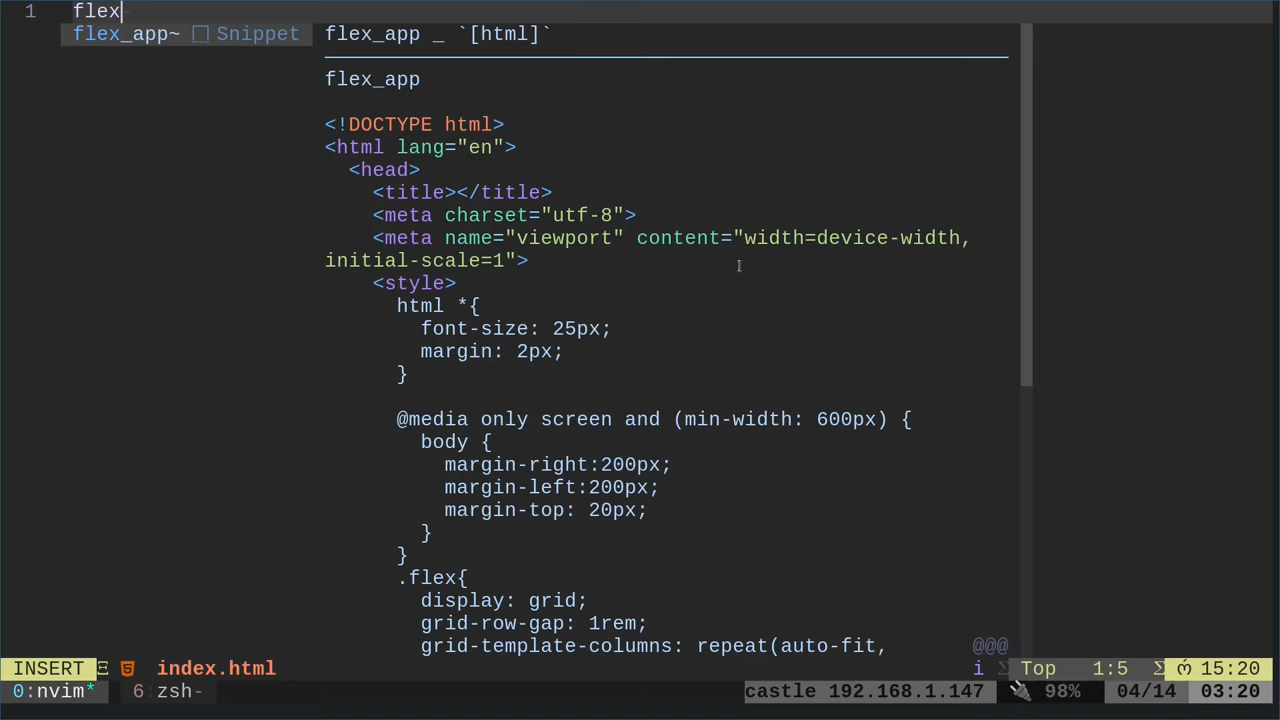 1 flex
flex_app~ Snippet flex_app _ `[html]`
flex_app
<!DOCTYPE html>
<html lang="en">
<head>
<title></title>
<meta charset="utf-8">
<meta name="viewport" content="width=device-width,
initial-scale=1">
<style>
html *{
font-size: 25px;
margin: 2px;
}
@media only screen and (min-width: 600px) {
body {
margin-right:200px;
margin-left:200px;
margin-top: 20px;
}
}
.flex{
display: grid;
grid-row-gap: 1rem;
grid-template-columns: repeat(auto-fit, @@@
INSERT index.html i Top 1:5 15:20
0:nvim* 6:zsh- castle 192.168.1.147 98% 04/14 03:20